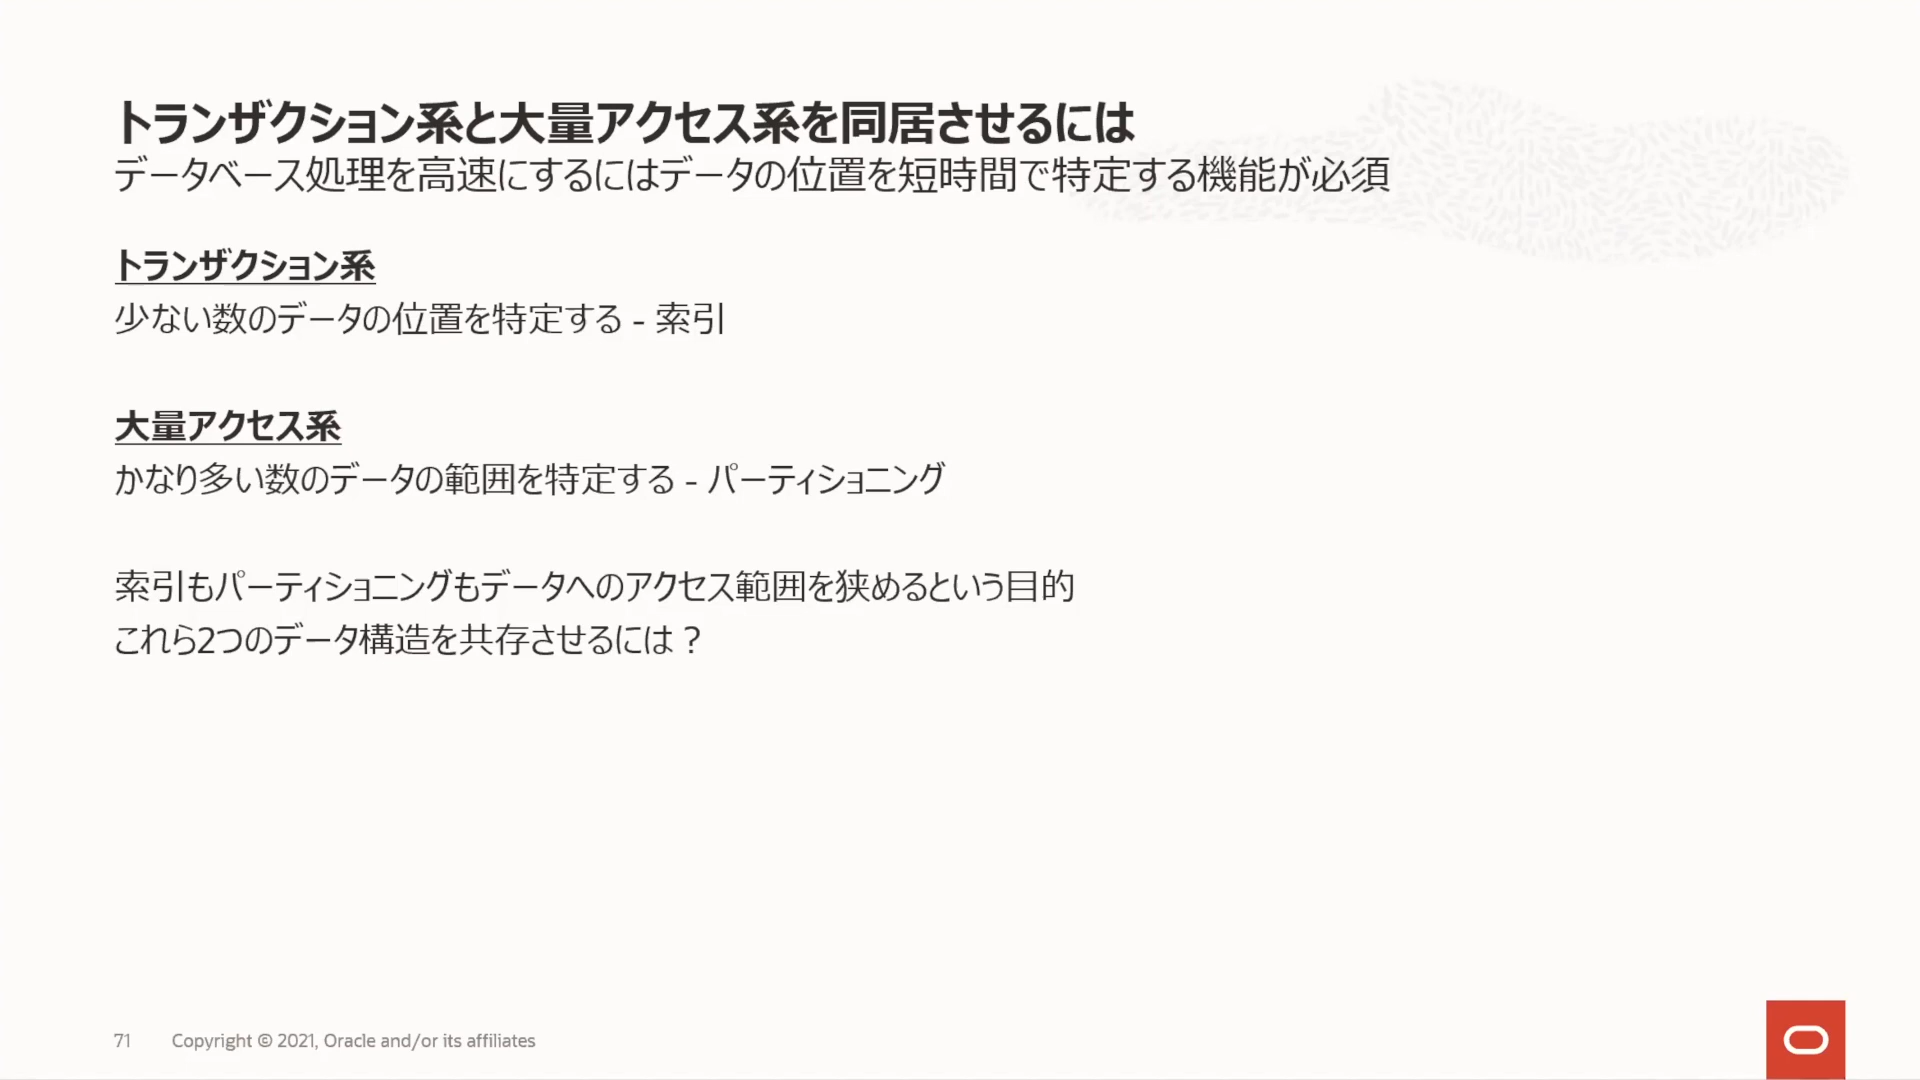 トランザクション系と大量アクセス系を同居させるには
データベース処理を高速にするにはデータの位置を短時間で特定する機能が必須
トランザクション系
少ない数のデータの位置を特定する - 索引
大量アクセス系
かなり多い数のデータの範囲を特定する - パーティショニング
索引もパーティショニングもデータへのアクセス範囲を狭めるという目的
これら2つのデータ構造を共存させるには？
71 Copyright © 2021, Oracle and/or its affiliates